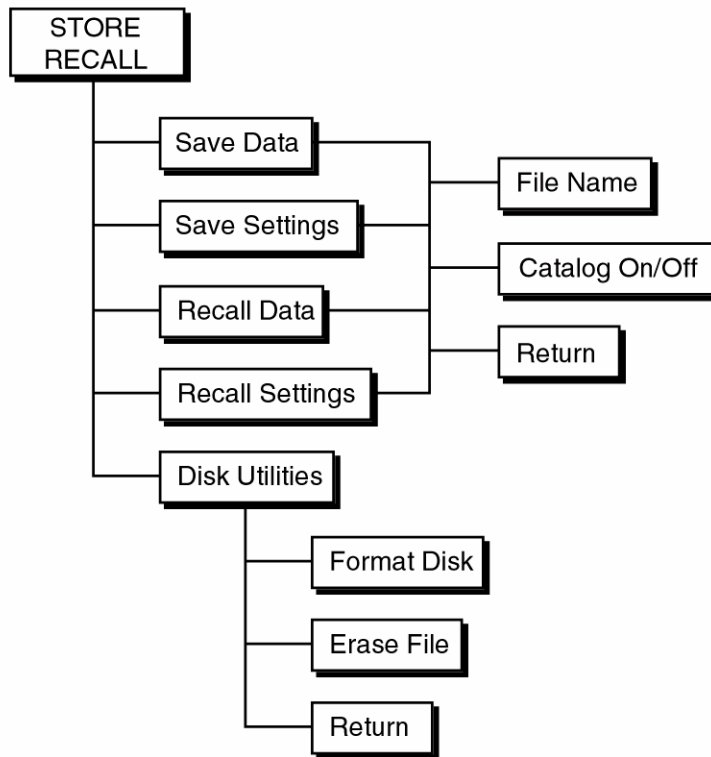 STORE
RECALL
Save Data
Save Settings
Recall Data
Recall Settings
Disk Utilities
File Name
Catalog On/Off
Return
Format Disk
Erase File
Return